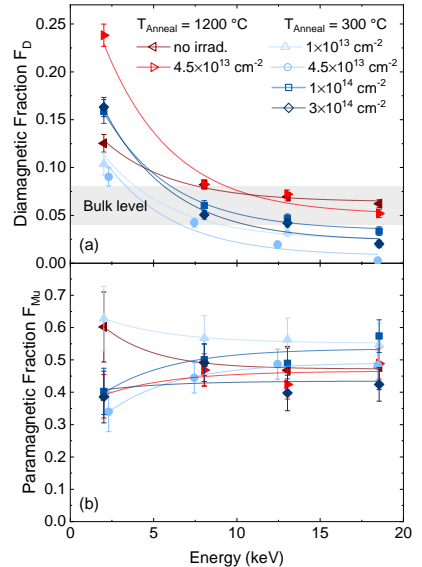 T_Anneal = 1200 °C T_Anneal = 300 °C
no irrad. 1×10^13 cm^-2
4.5×10^13 cm^-2 4.5×10^13 cm^-2
1×10^14 cm^-2
3×10^14 cm^-2
Diamagnetic Fraction F_D
0.25
0.20
0.15
0.10
0.05
0.00
Bulk level
(a)
Paramagnetic Fraction F_Mu
0.7
0.6
0.5
0.4
0.3
0.2
0.1
0.0
(b)
0 5 10 15 20
Energy (keV)